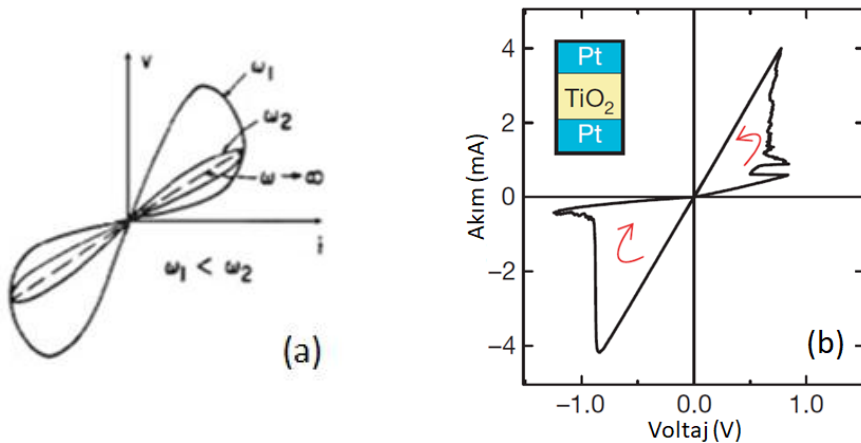 v
ω₁
ω₂
ω → ∞
i
ω₁ < ω₂
(a)
4
2
0
−2
−4
Akım (mA)
Pt
TiO₂
Pt
−1.0
0.0
1.0
Voltaj (V)
(b)